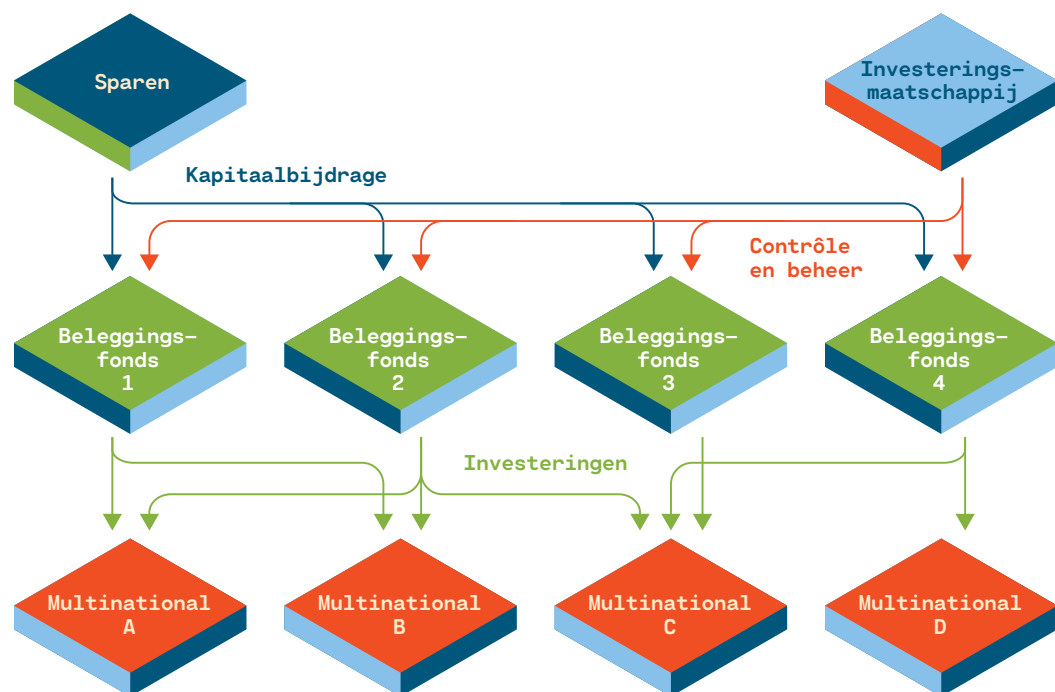 Sparen
Investerings-
maatschappij
Kapitaalbijdrage
Contrôle
en beheer
Beleggings-
fonds
1
Beleggings-
fonds
2
Beleggings-
fonds
3
Beleggings-
fonds
4
Investeringen
Multinational
A
Multinational
B
Multinational
C
Multinational
D